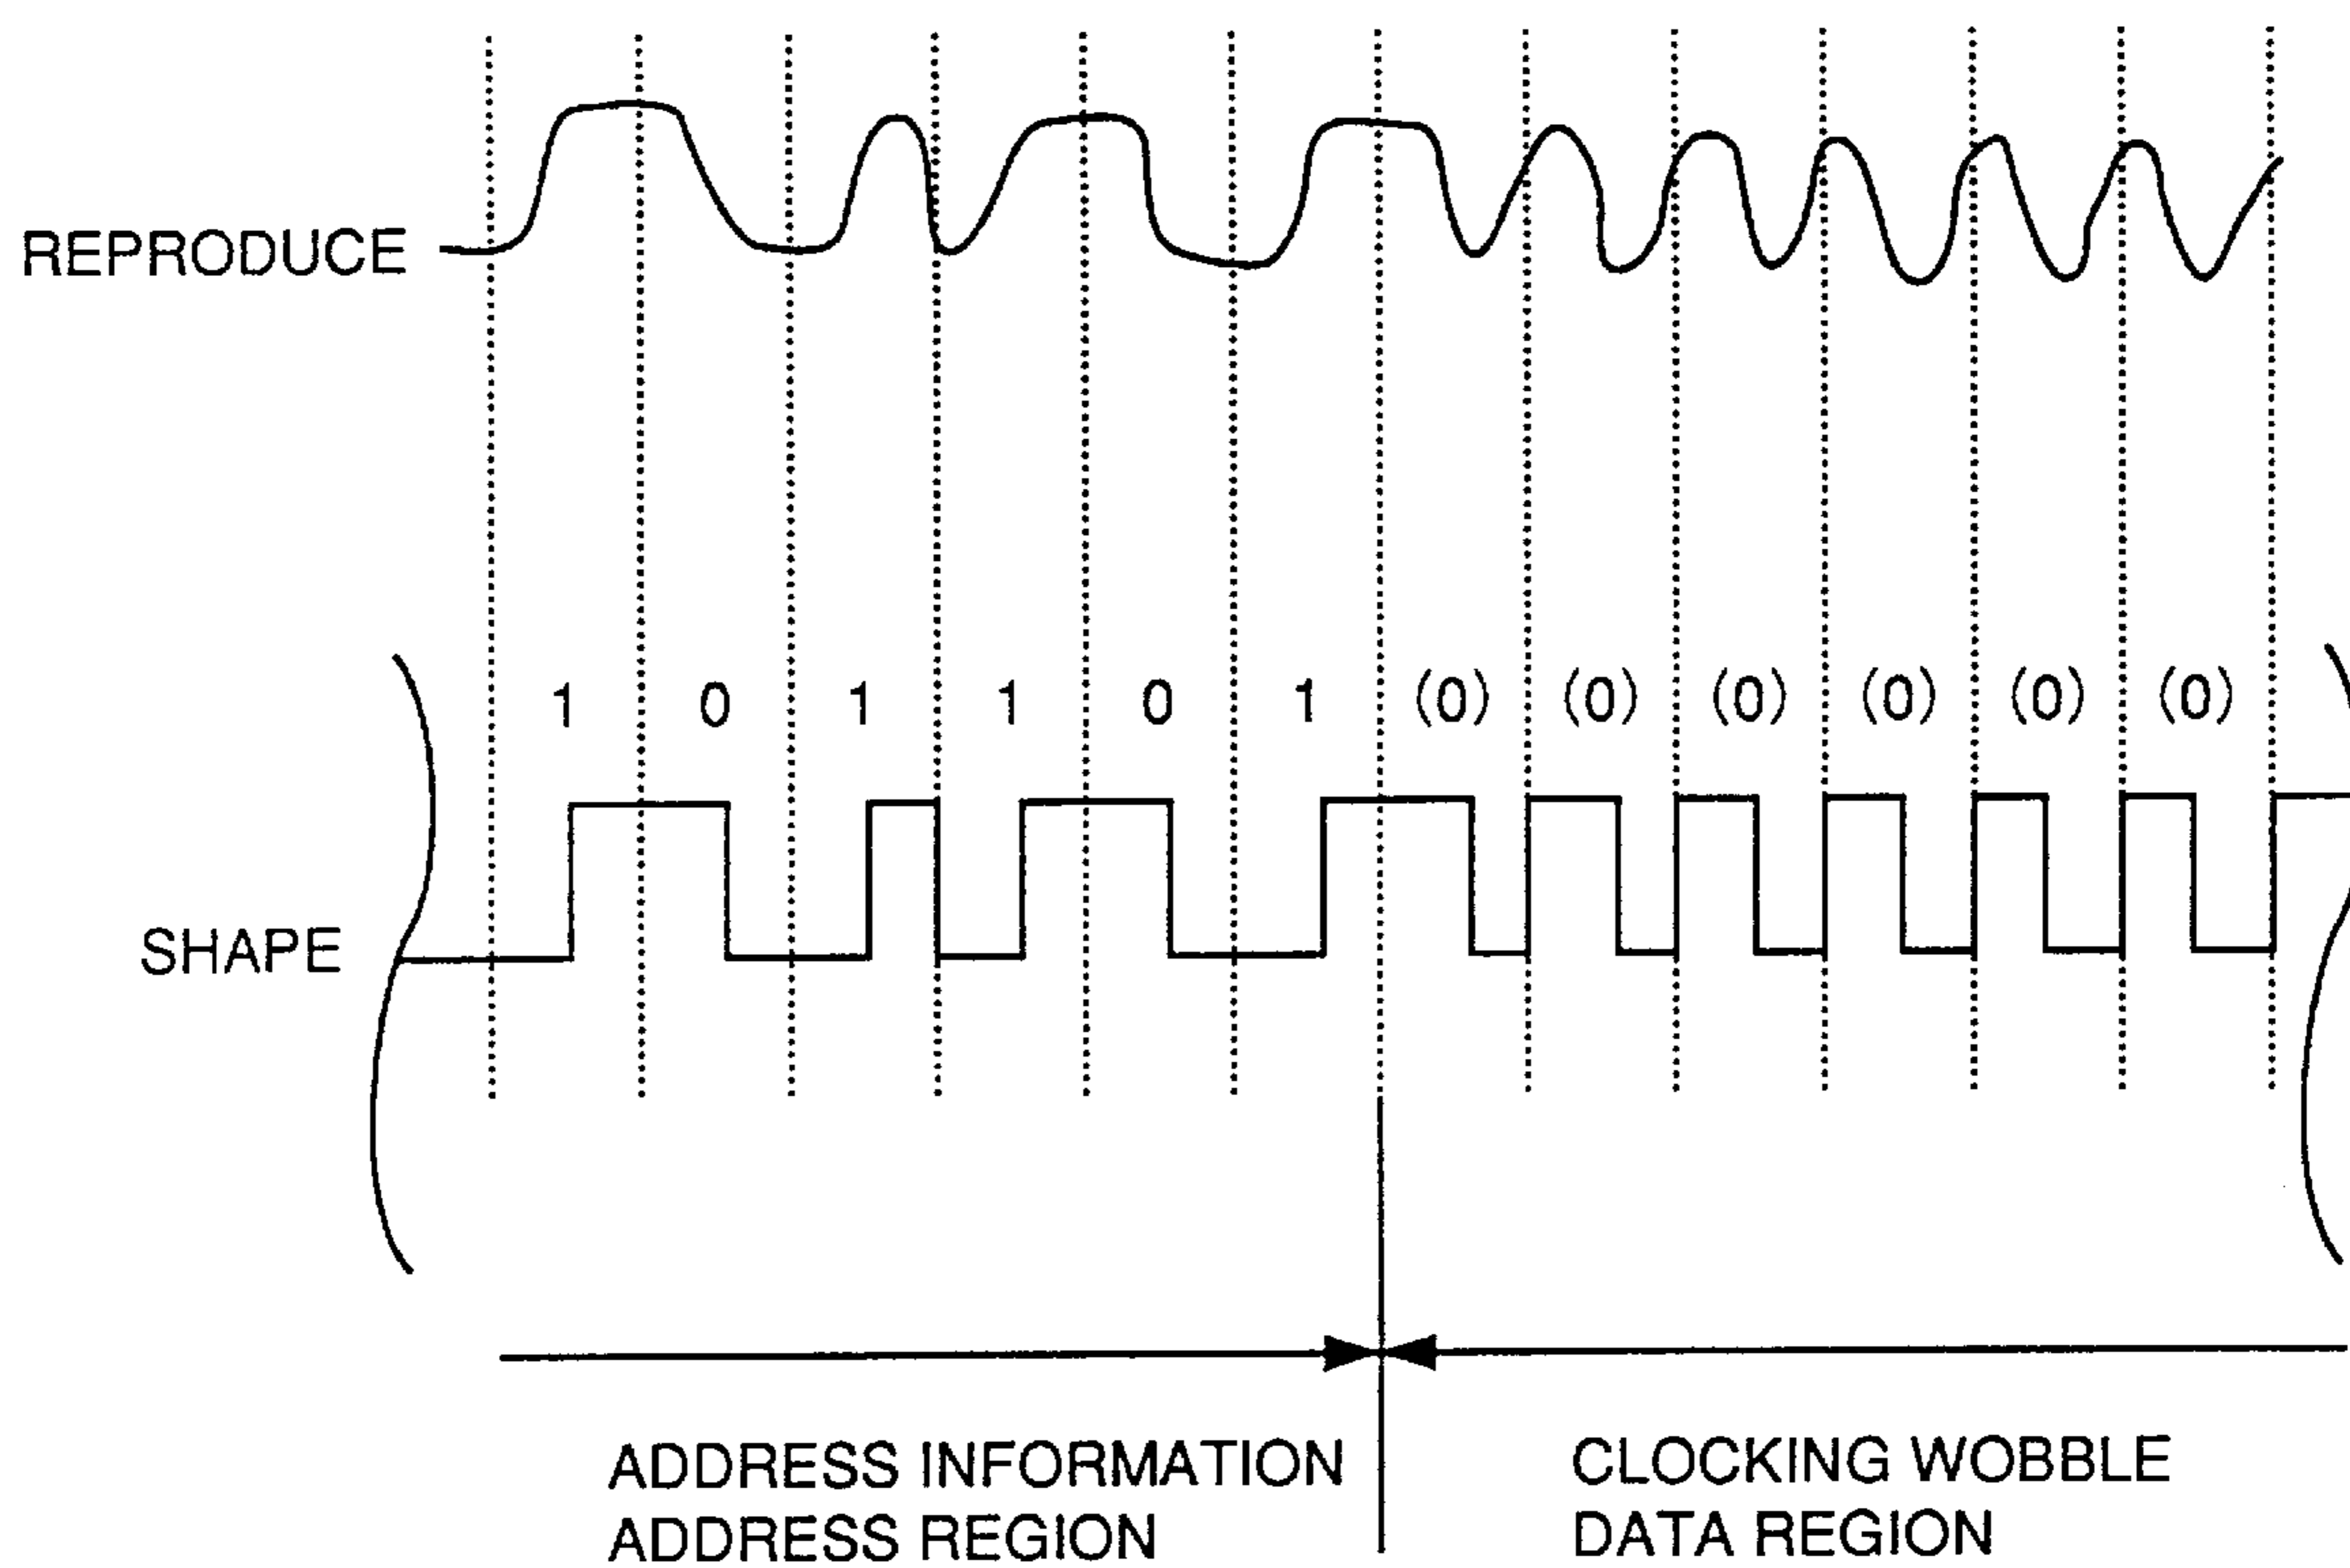 REPRODUCE
1 0 1 1 0 1 (0) (0) (0) (0) (0) (0)
SHAPE
ADDRESS INFORMATION
ADDRESS REGION
CLOCKING WOBBLE
DATA REGION